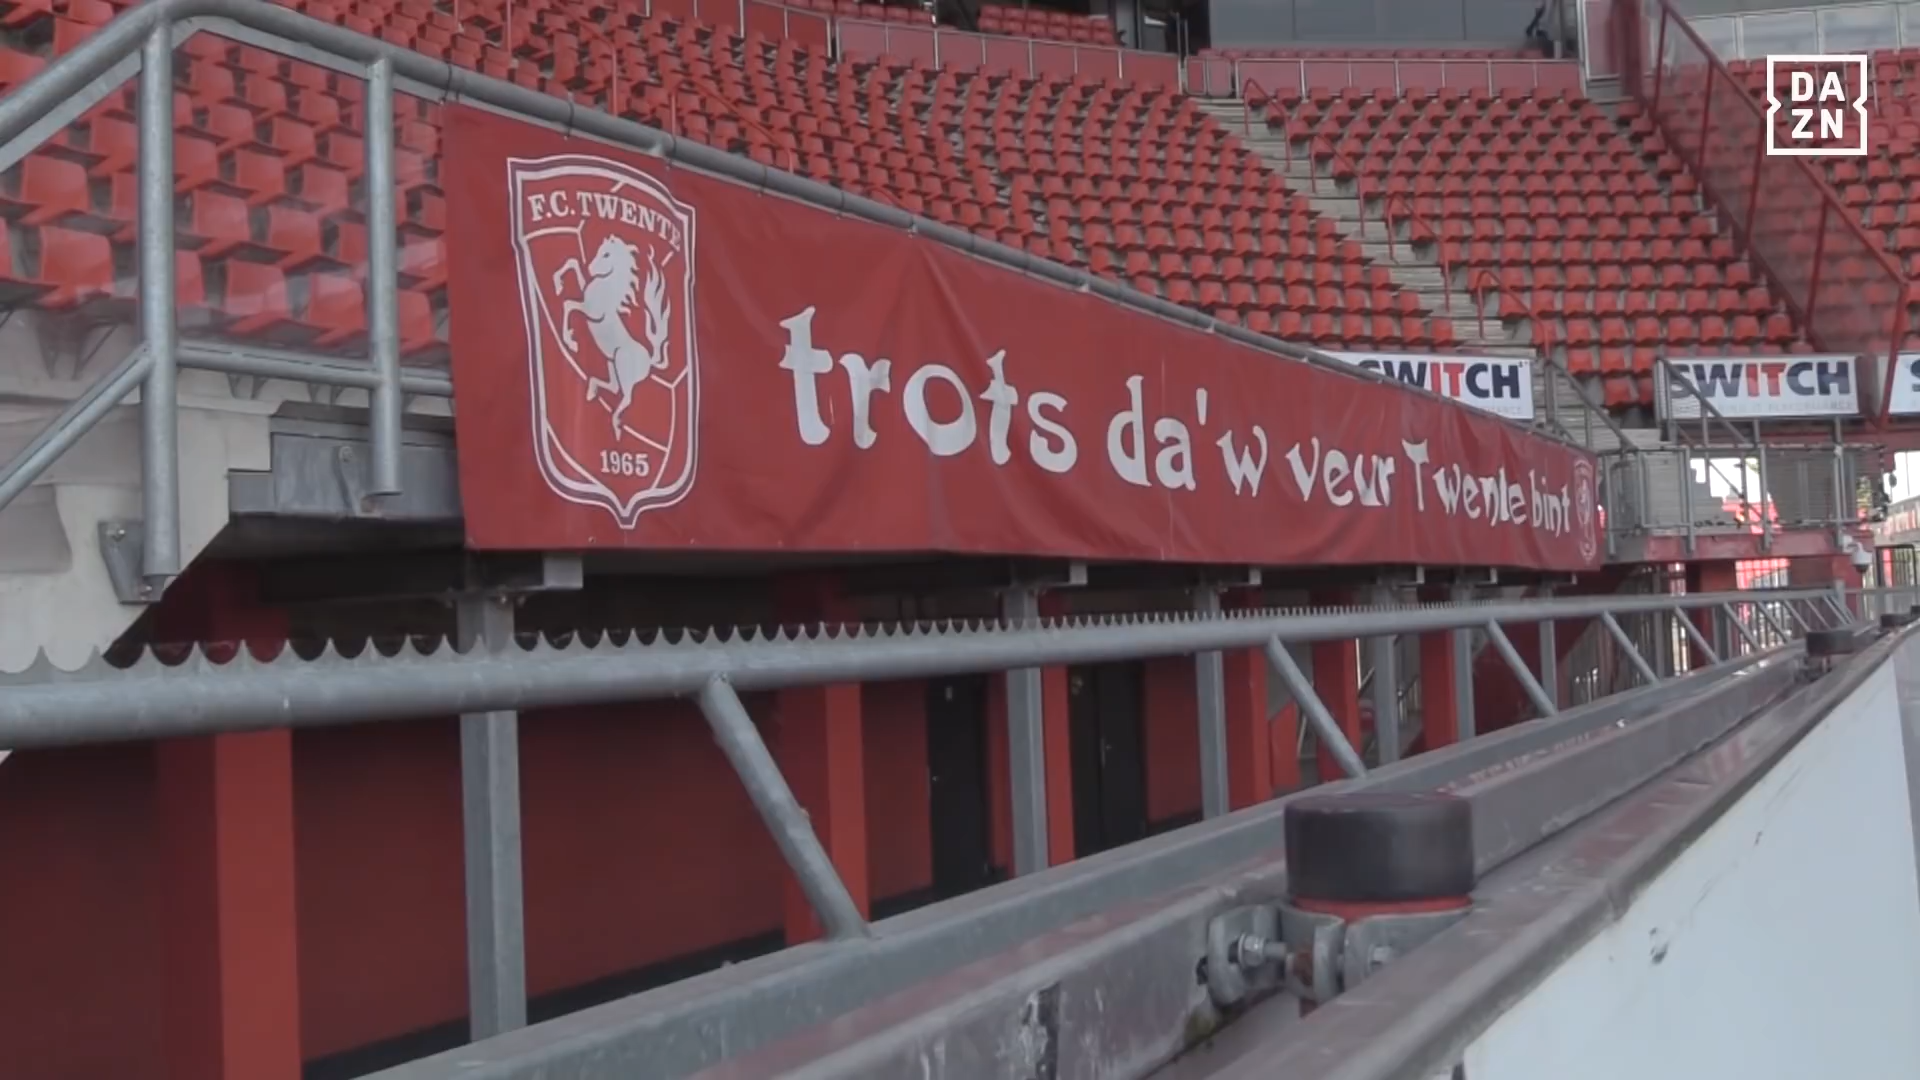 DA
ZN
F.C.TWENTE
1965
trots da'w veur Twente bint
SWITCH
SWITCH